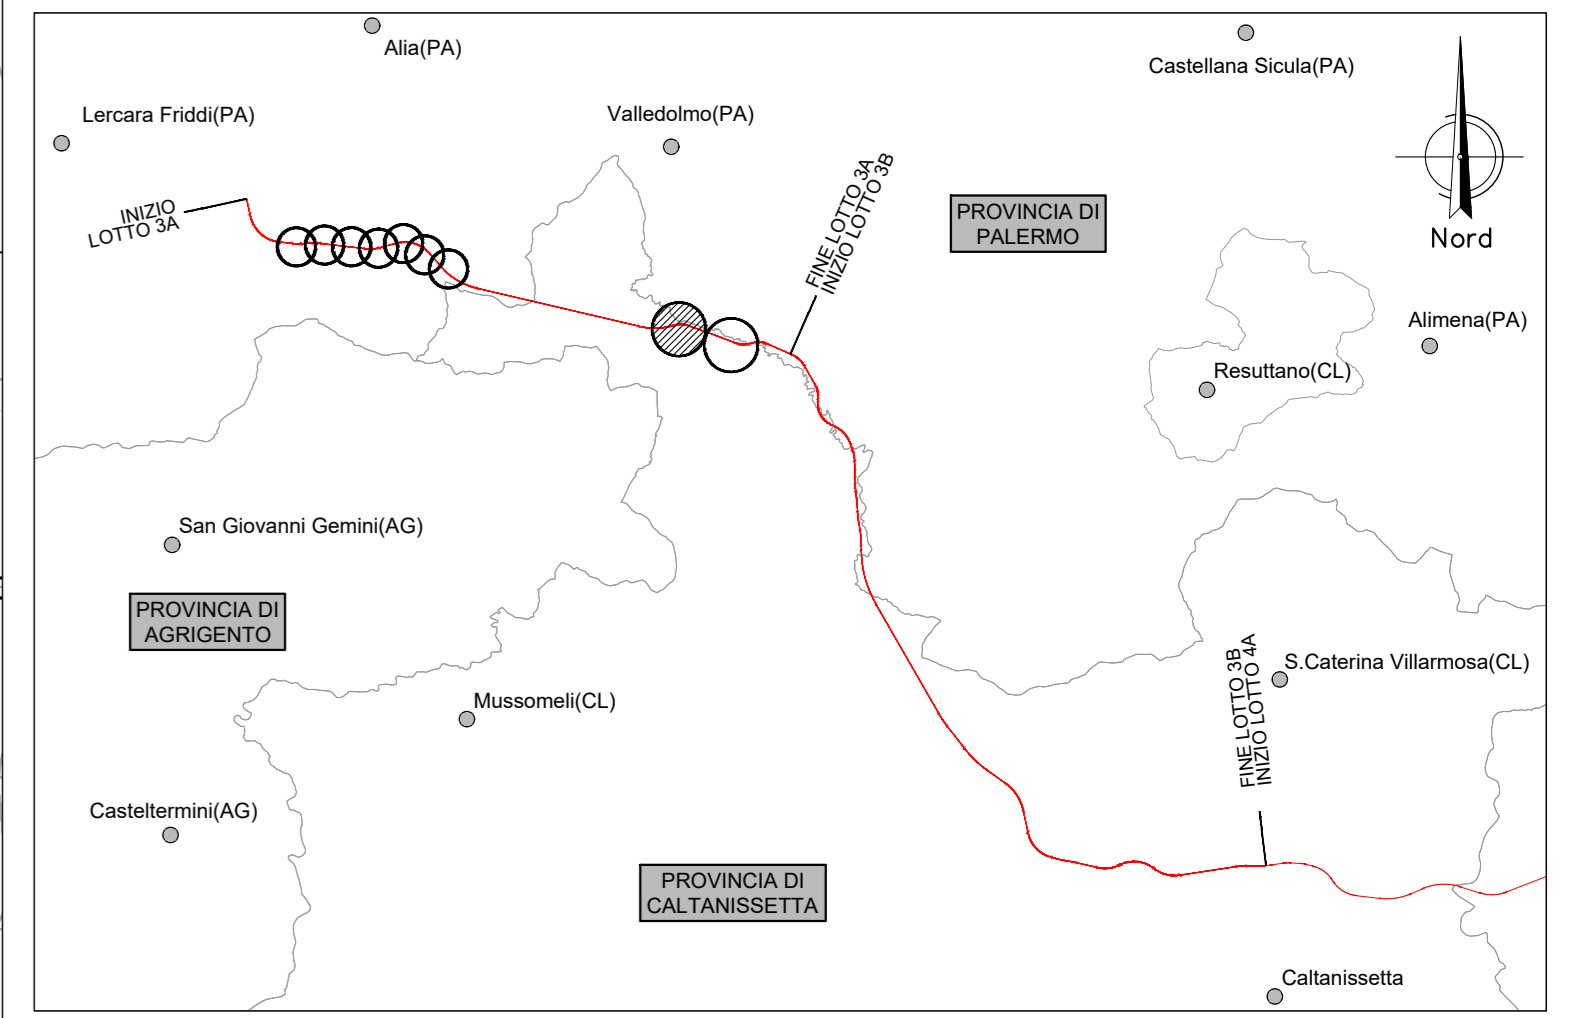 Alia(PA)
Castellana Sicula(PA)
Lercara Friddi(PA)
Valledolmo(PA)
INIZIO
LOTTO 3A
FINE LOTTO 3A
INIZIO LOTTO 3B
PROVINCIA DI
PALERMO
Nord
Alimena(PA)
Resuttano(CL)
San Giovanni Gemini(AG)
PROVINCIA DI
AGRIGENTO
FINE LOTTO 3B
INIZIO LOTTO 4A
S.Caterina Villarmosa(CL)
Mussomeli(CL)
Casteltermini(AG)
PROVINCIA DI
CALTANISSETTA
Caltanissetta